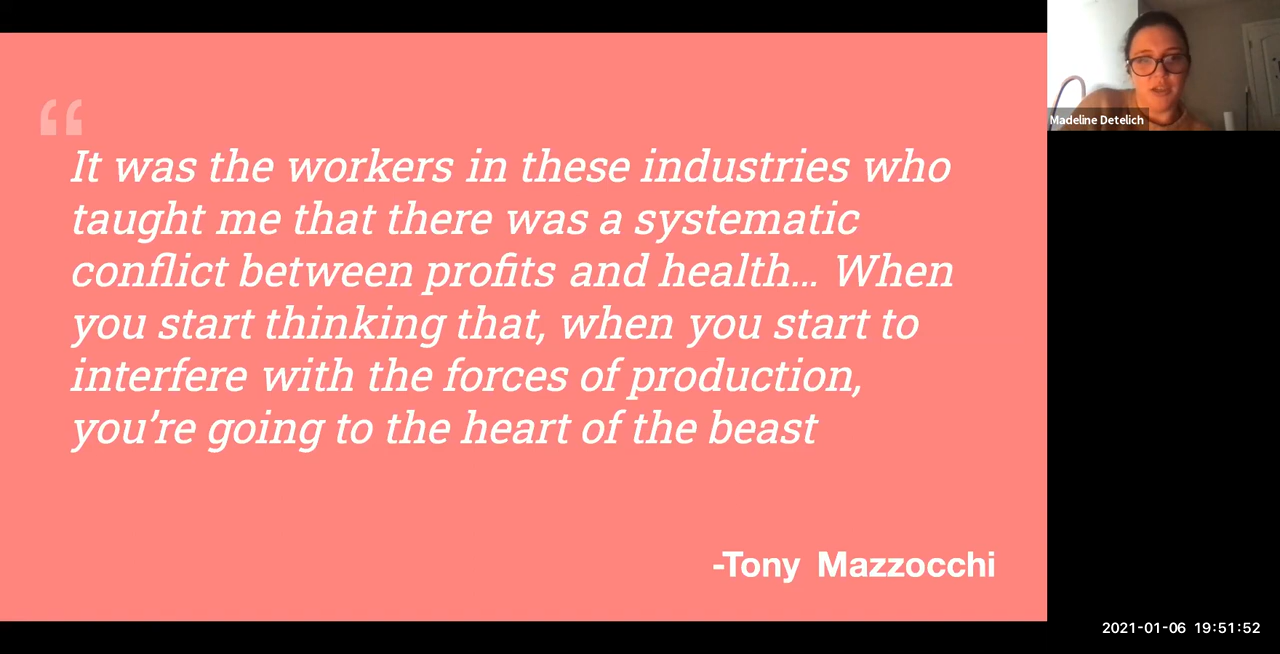 “
It was the workers in these industries who
taught me that there was a systematic
conflict between profits and health... When
you start thinking that, when you start to
interfere with the forces of production,
you’re going to the heart of the beast
-Tony Mazzocchi
Madeline Detelich
2021-01-06 19:51:52